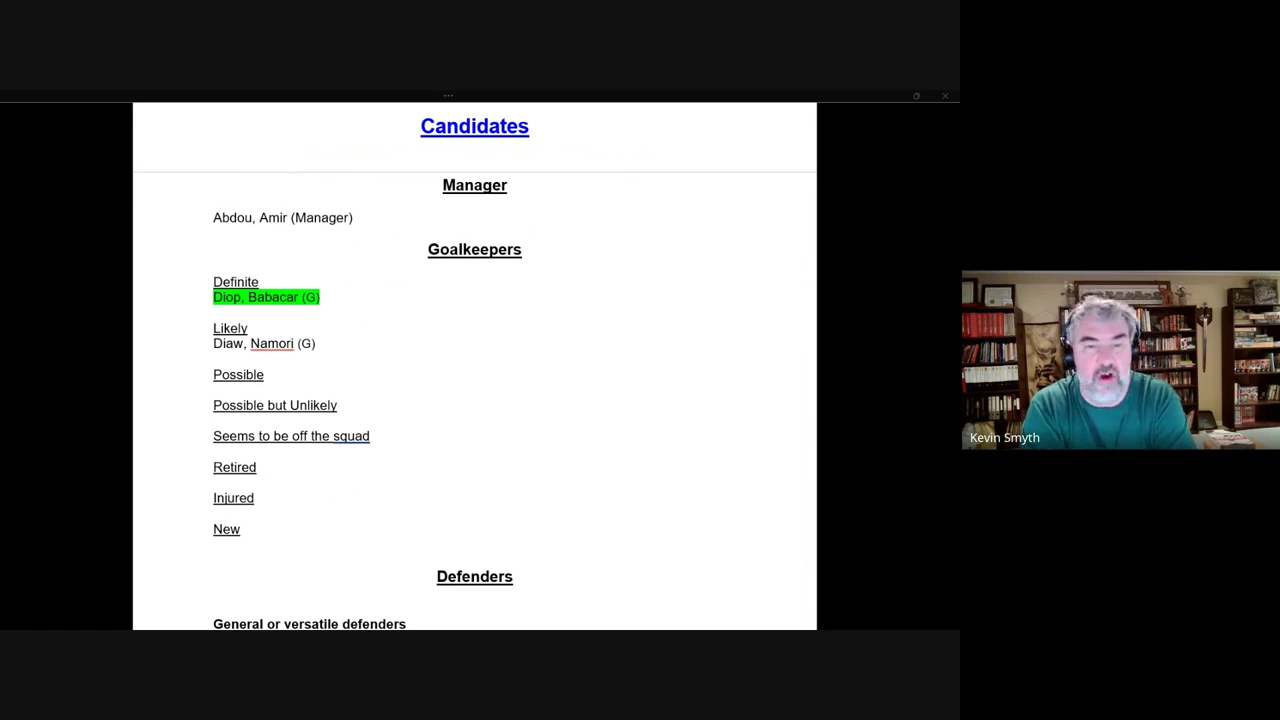 Candidates
Manager
Abdou, Amir (Manager)
Goalkeepers
Definite
Diop, Babacar (G)
Likely
Diaw, Namori (G)
Possible
Possible but Unlikely
Seems to be off the squad
Retired
Injured
New
Defenders
General or versatile defenders
Kevin Smyth